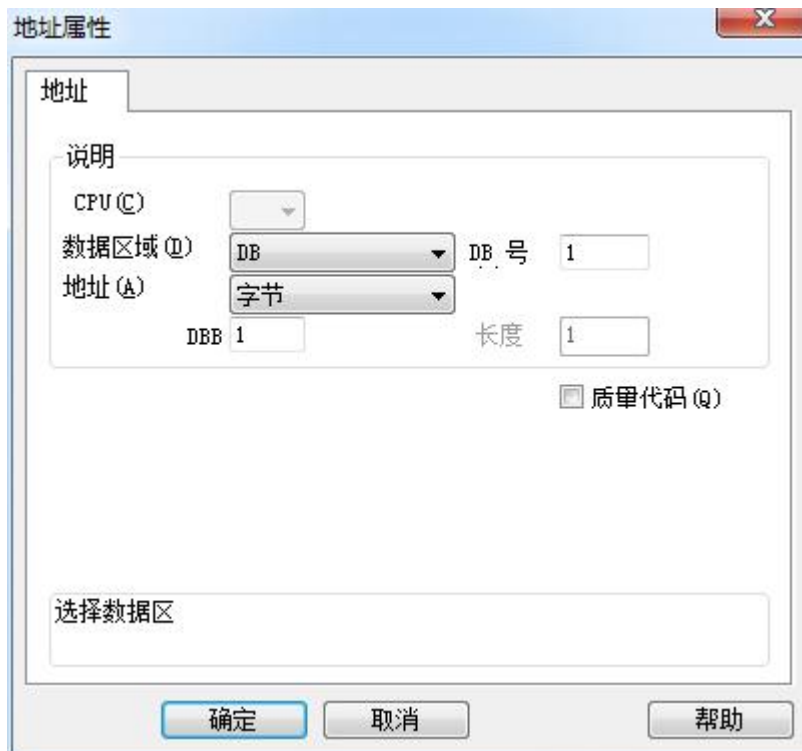 地址属性
地址
说明
CPU(C)
数据区域(D) DB DB 号 1
地址(A) 字节
DBB 1 长度 1
质量代码(Q)
选择数据区
确定 取消 帮助